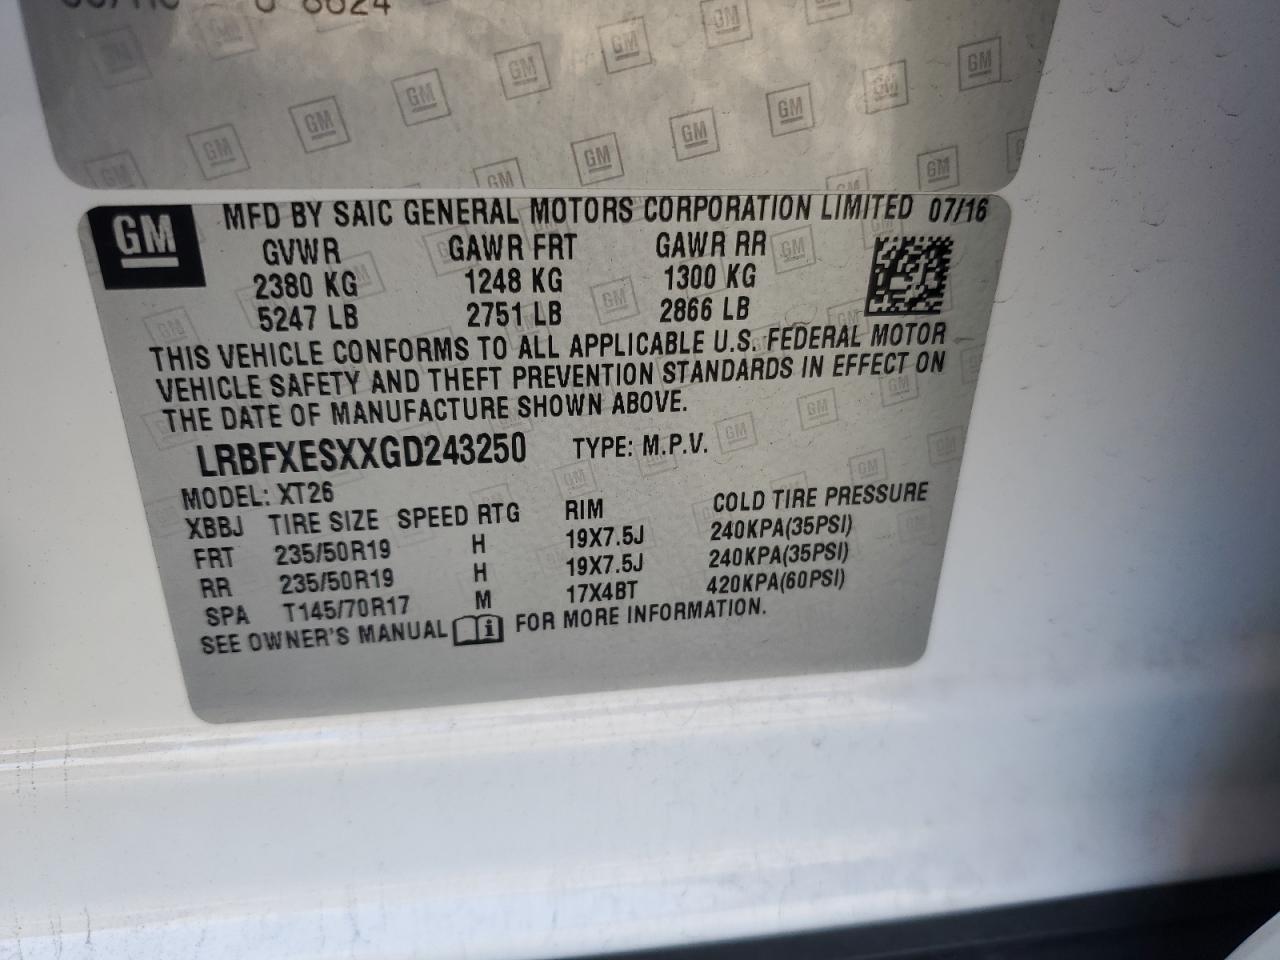 GM MFD BY SAIC GENERAL MOTORS CORPORATION LIMITED 07/16
GVWR GAWR FRT GAWR RR
2380 KG 1248 KG 1300 KG
5247 LB 2751 LB 2866 LB
THIS VEHICLE CONFORMS TO ALL APPLICABLE U.S. FEDERAL MOTOR
VEHICLE SAFETY AND THEFT PREVENTION STANDARDS IN EFFECT ON
THE DATE OF MANUFACTURE SHOWN ABOVE.
LRBFXESXXGD243250 TYPE: M.P.V.
MODEL: XT26
XBBJ TIRE SIZE SPEED RTG RIM COLD TIRE PRESSURE
FRT 235/50R19 H 19X7.5J 240KPA(35PSI)
RR 235/50R19 H 19X7.5J 240KPA(35PSI)
SPA T145/70R17 M 17X4BT 420KPA(60PSI)
SEE OWNER'S MANUAL i FOR MORE INFORMATION.